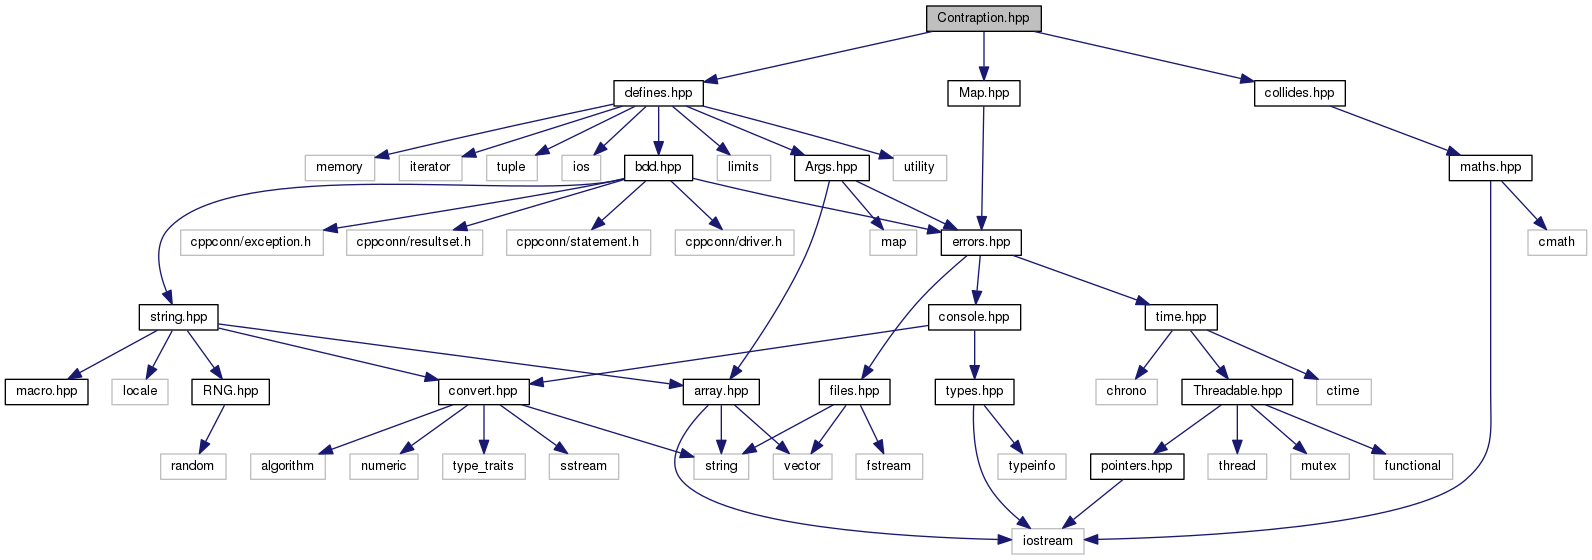 Contraption.hpp
defines.hpp
Map.hpp
collides.hpp
memory
iterator
tuple
ios
bdd.hpp
limits
Args.hpp
utility
maths.hpp
cppconn/exception.h
cppconn/resultset.h
cppconn/statement.h
cppconn/driver.h
map
errors.hpp
cmath
string.hpp
console.hpp
time.hpp
macro.hpp
locale
RNG.hpp
convert.hpp
array.hpp
files.hpp
types.hpp
chrono
Threadable.hpp
ctime
random
algorithm
numeric
type_traits
sstream
string
vector
fstream
typeinfo
pointers.hpp
thread
mutex
functional
iostream